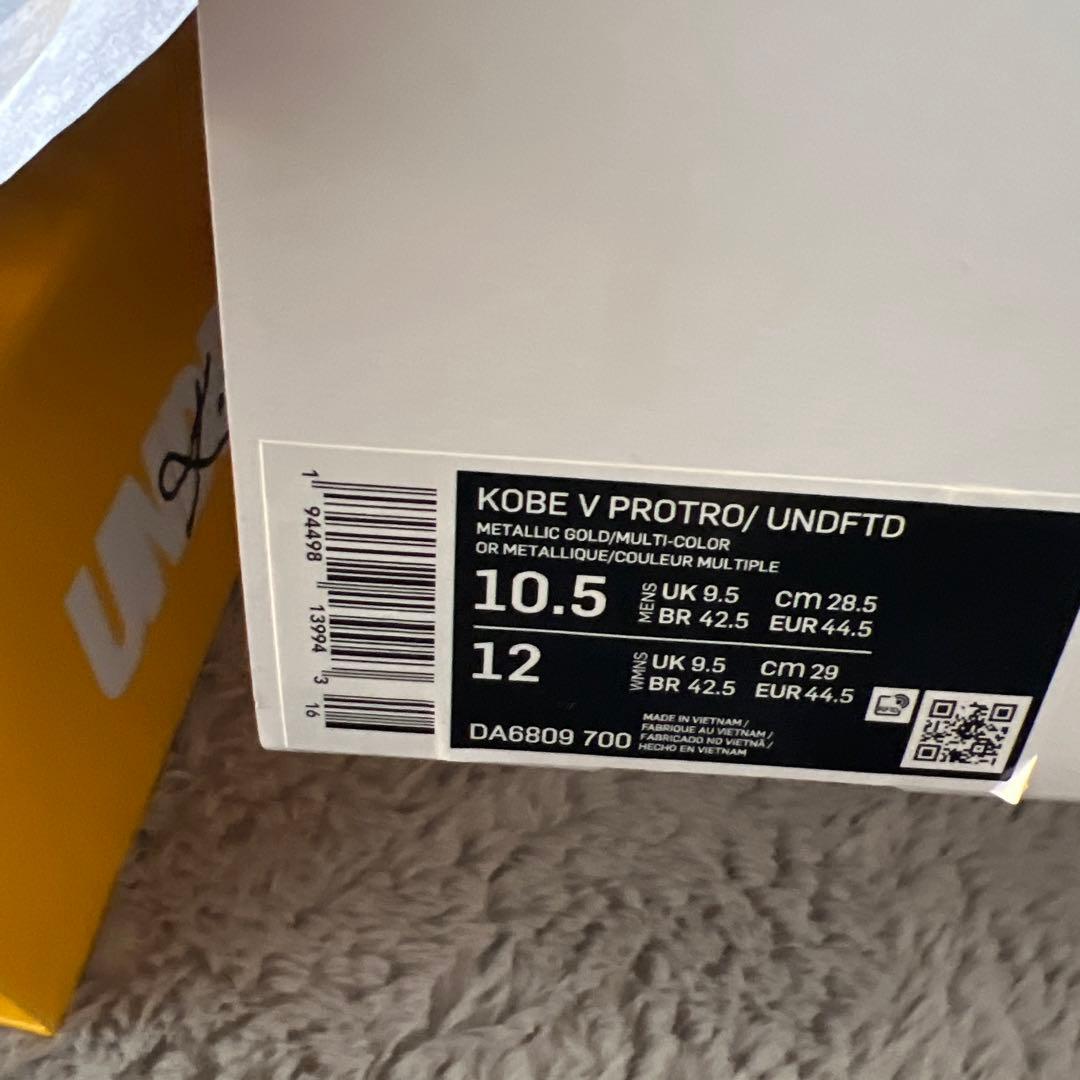 UN
KOBE V PROTRO/ UNDFTD
METALLIC GOLD/MULTI-COLOR
OR METALLIQUE/COULEUR MULTIPLE
10.5 MENS UK 9.5 cm 28.5
BR 42.5 EUR 44.5
12 WMNS UK 9.5 cm 29
BR 42.5 EUR 44.5
DA6809 700
MADE IN VIETNAM /
FABRIQUE AU VIETNAM /
FABRICADO NO VIETNÃ /
HECHO EN VIETNAM
1 94498 13994 3 16